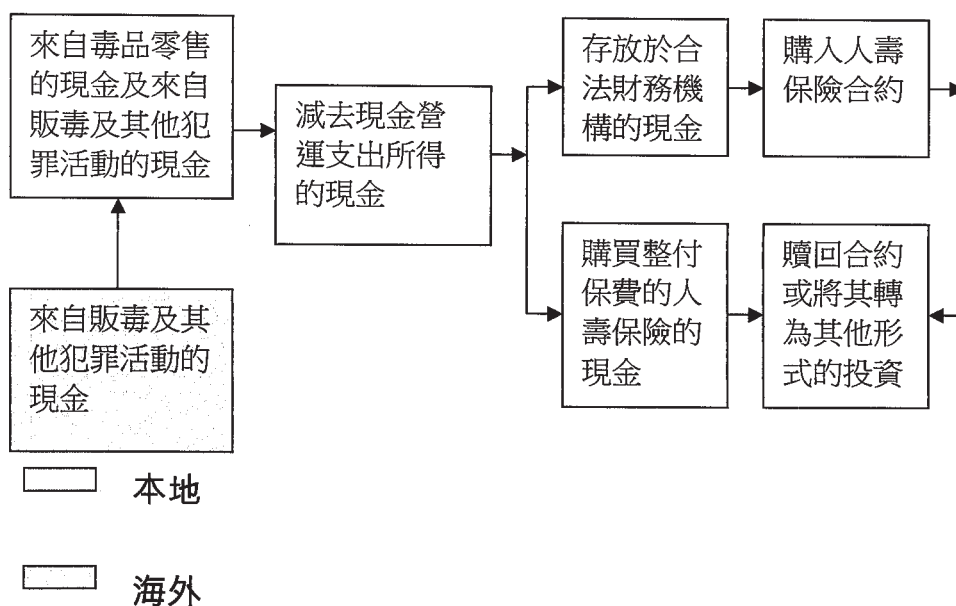 來自毒品零售
的現金及來自
販毒及其他犯
罪活動的現金
減去現金營
運支出所得
的現金
存放於合
法財務機
構的現金
購入人壽
保險合約
購買整付
保費的人
壽保險的
現金
贖回合約
或將其轉
為其他形
式的投資
來自販毒及其
他犯罪活動的
現金
本地
海外